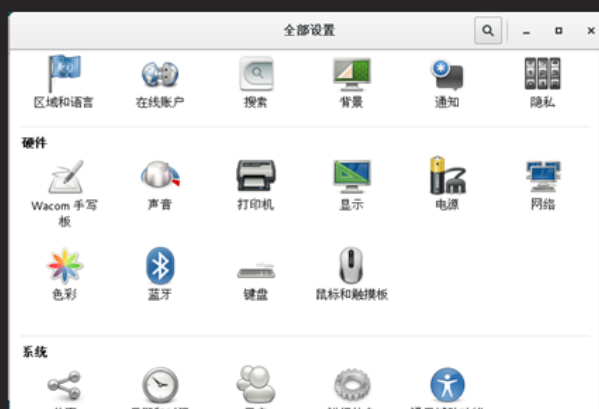 全部设置
区域和语言 在线账户 搜索 背景 通知 隐私
硬件
Wacom 手写板 声音 打印机 显示 电源 网络
色彩 蓝牙 键盘 鼠标和触摸板
系统